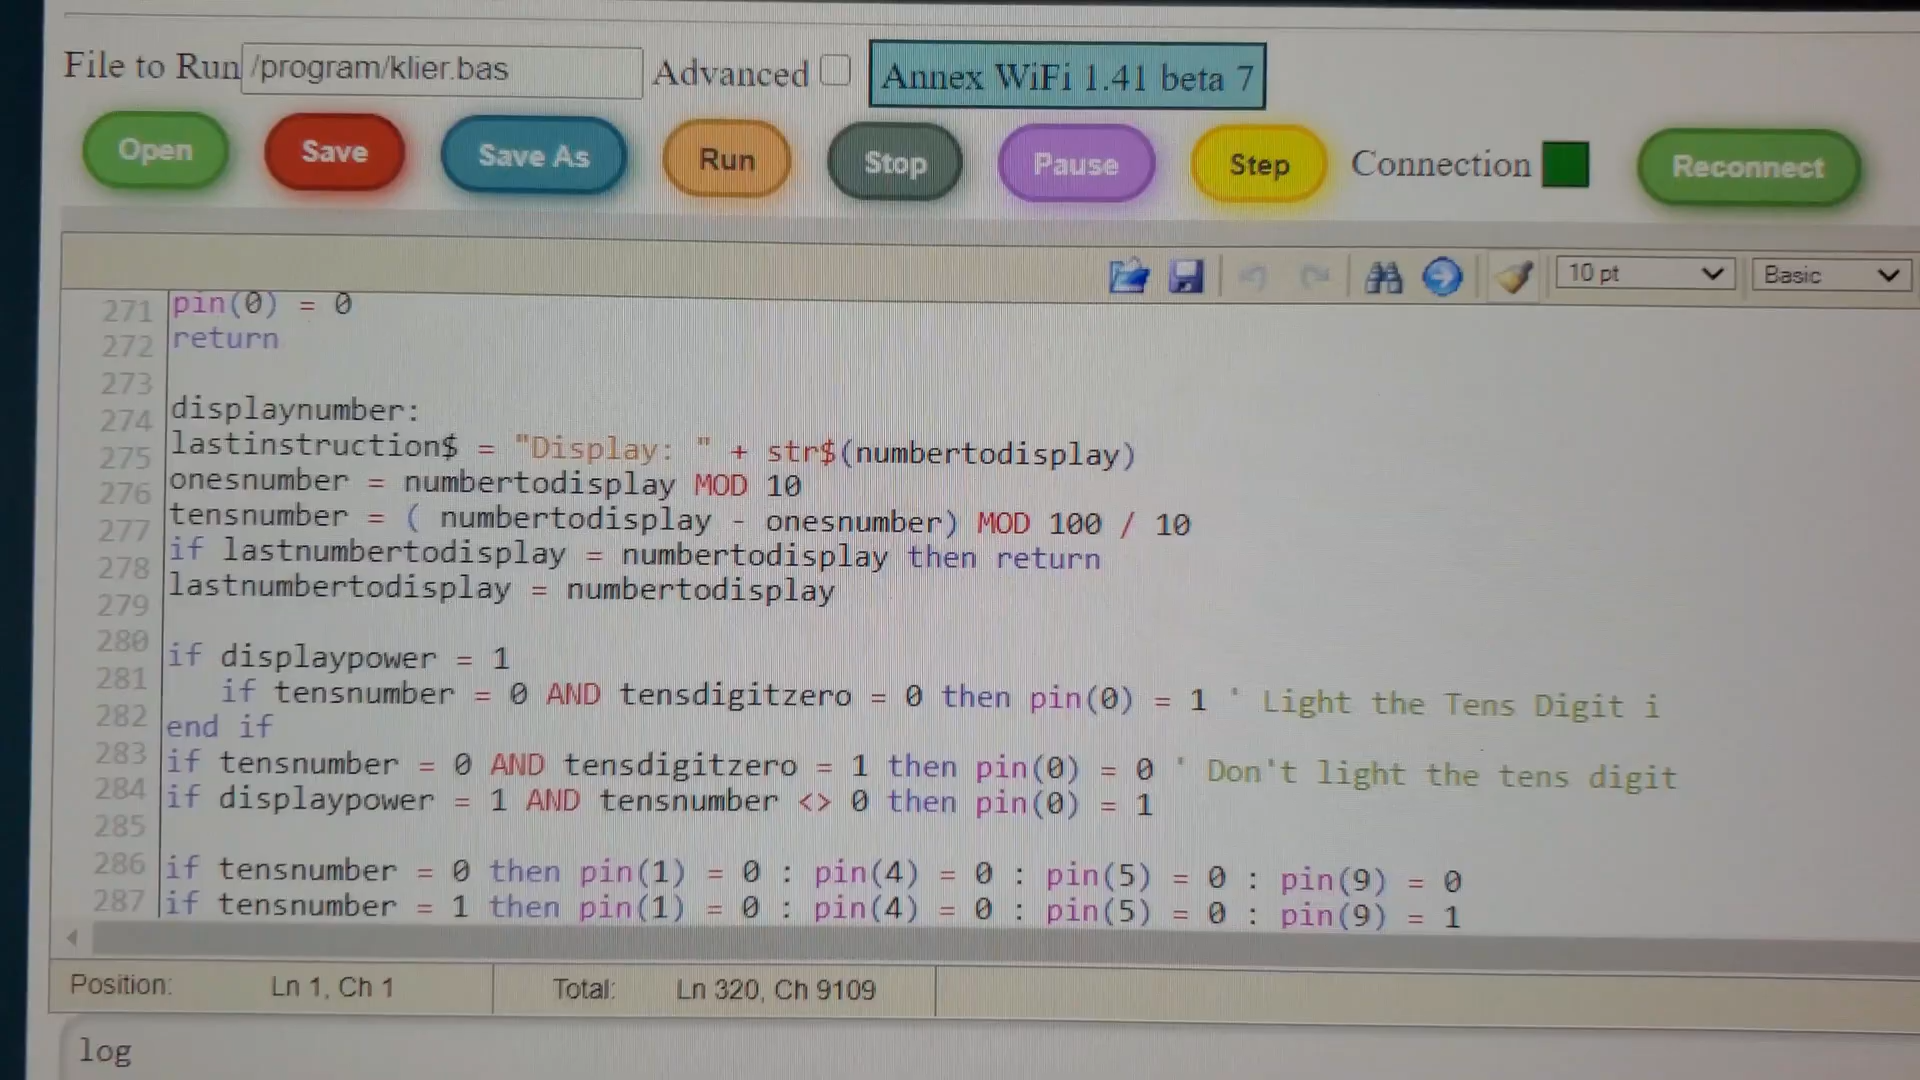 File to Run /program/klier.bas Advanced Annex WiFi 1.41 beta 7
Open Save Save As Run Stop Pause Step Connection Reconnect
10 pt Basic
271 pin(0) = 0
272 return
273
274 displaynumber:
275 lastinstruction$ = "Display: " + str$(numbertodisplay)
276 onesnumber = numbertodisplay MOD 10
277 tensnumber = ( numbertodisplay - onesnumber) MOD 100 / 10
278 if lastnumbertodisplay = numbertodisplay then return
279 lastnumbertodisplay = numbertodisplay
280
281 if displaypower = 1
282 if tensnumber = 0 AND tensdigitzero = 0 then pin(0) = 1 ' Light the Tens Digit i
283 end if
284 if tensnumber = 0 AND tensdigitzero = 1 then pin(0) = 0 ' Don't light the tens digit
285 if displaypower = 1 AND tensnumber <> 0 then pin(0) = 1
286
287 if tensnumber = 0 then pin(1) = 0 : pin(4) = 0 : pin(5) = 0 : pin(9) = 0
if tensnumber = 1 then pin(1) = 0 : pin(4) = 0 : pin(5) = 0 : pin(9) = 1
Position: Ln 1, Ch 1 Total: Ln 320, Ch 9109
log